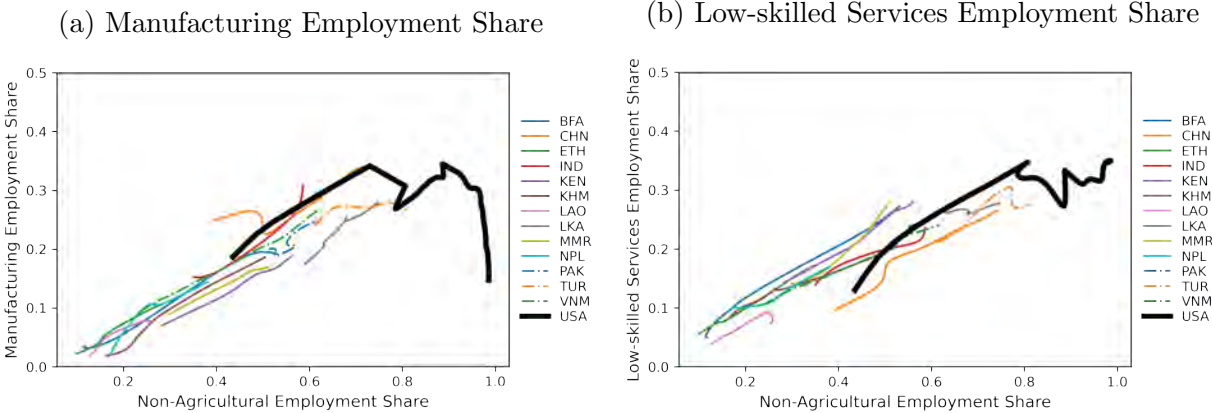 (a) Manufacturing Employment Share
Manufacturing Employment Share
0.5
0.4
0.3
0.2
0.1
0.0
0.2
0.4
0.6
0.8
1.0
Non-Agricultural Employment Share
BFA
CHN
ETH
IND
KEN
KHM
LAO
LKA
MMR
NPL
PAK
TUR
VNM
USA
(b) Low-skilled Services Employment Share
Low-skilled Services Employment Share
0.5
0.4
0.3
0.2
0.1
0.0
0.2
0.4
0.6
0.8
1.0
Non-Agricultural Employment Share
BFA
CHN
ETH
IND
KEN
KHM
LAO
LKA
MMR
NPL
PAK
TUR
VNM
USA